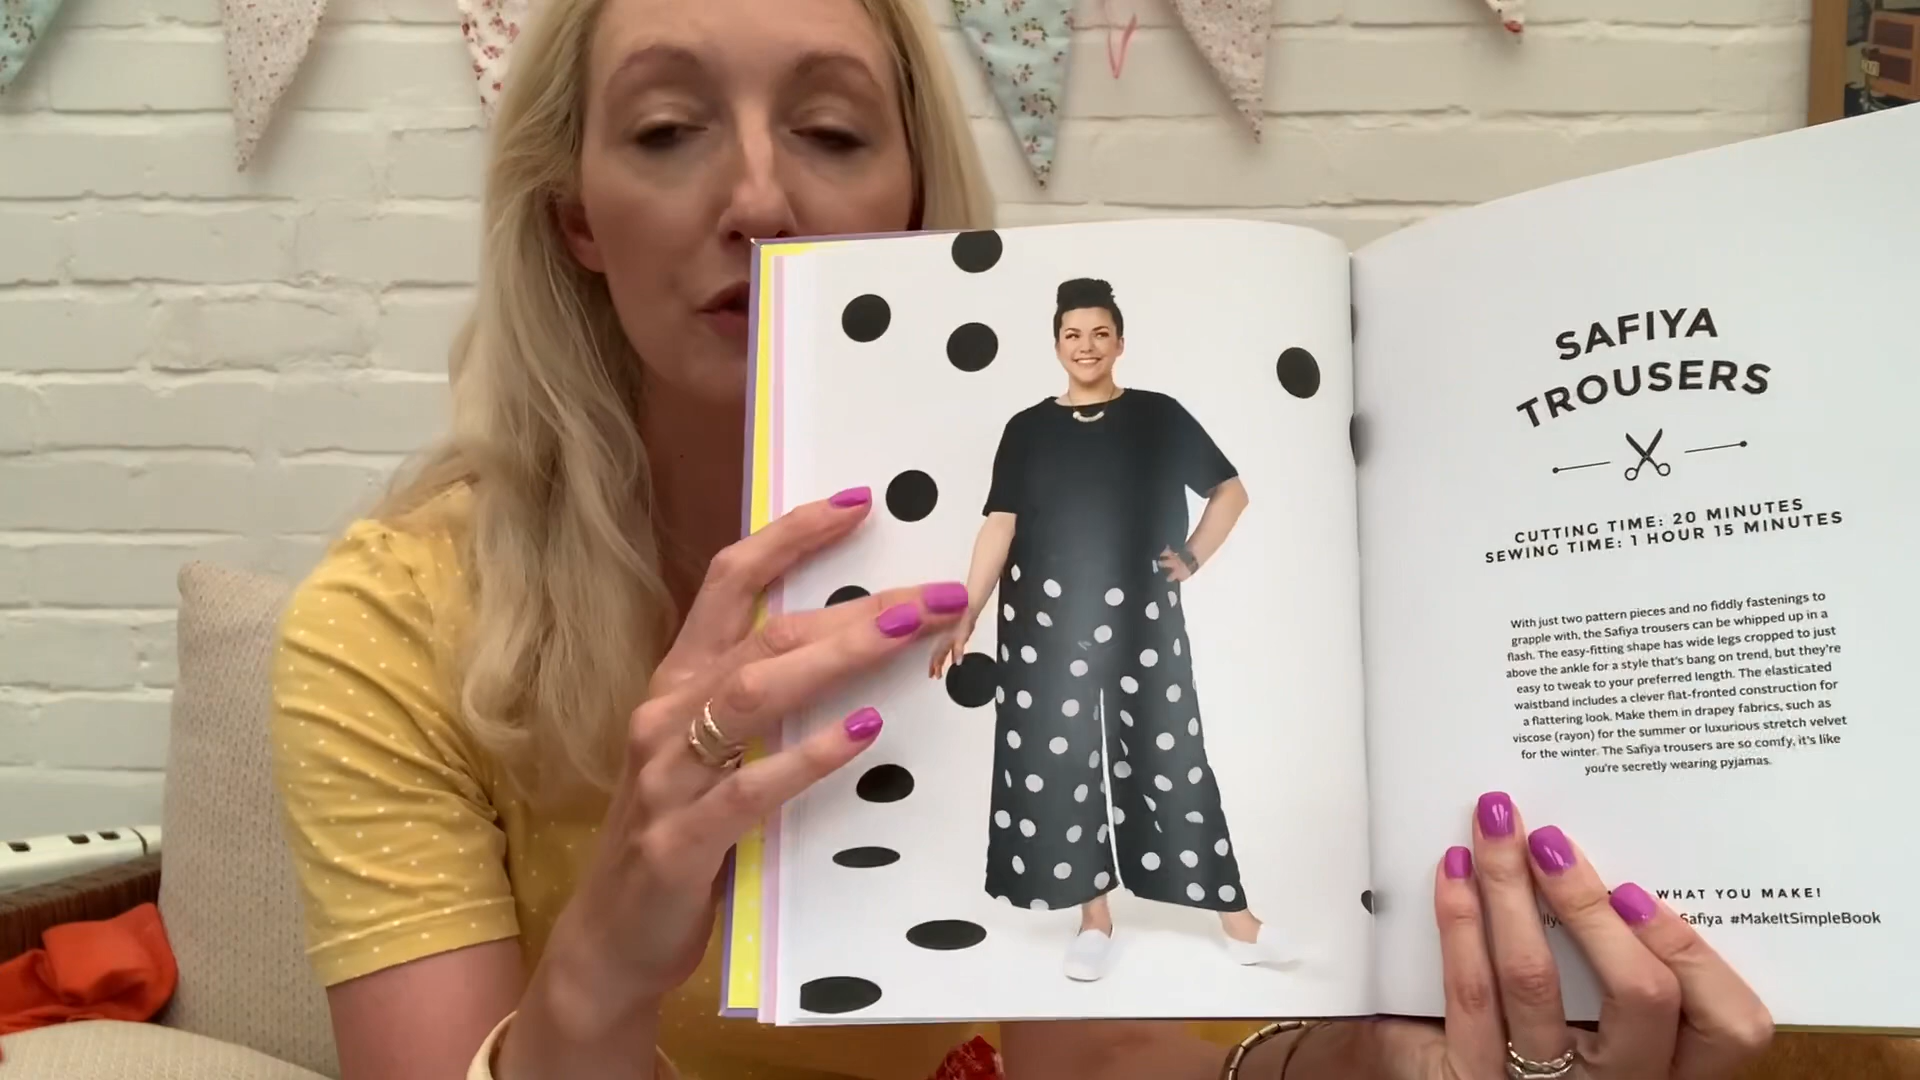 SAFIYA
TROUSERS
CUTTING TIME: 20 MINUTES
SEWING TIME: 1 HOUR 15 MINUTES
With just two pattern pieces and no fiddly fastenings to
grapple with, the Safiya trousers can be whipped up in a
flash. The easy-fitting shape has wide legs cropped to just
above the ankle for a style that's bang on trend, but they're
easy to tweak to your preferred length. The elasticated
waistband includes a clever flat-fronted construction for
a flattering look. Make them in drapey fabrics, such as
viscose (rayon) for the summer or luxurious stretch velvet
for the winter. The Safiya trousers are so comfy, it's like
you're secretly wearing pyjamas.
WHAT YOU MAKE!
Safiya #MakeItSimpleBook